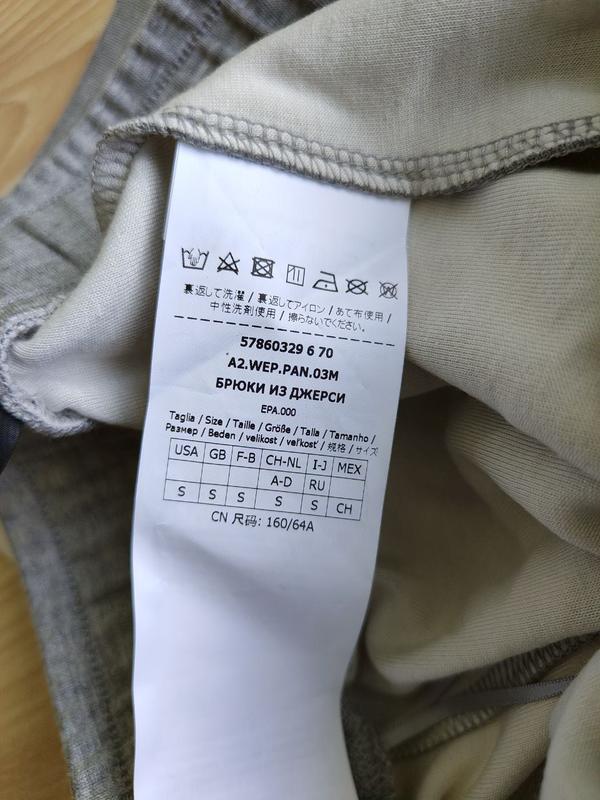 裏返して洗濯 / 裏返してアイロン / あて布使用 /
中性洗剤使用 / 擦らないでください。
57860329 6 70
A2.WEP.PAN.03M
БРЮКИ ИЗ ДЖЕРСИ
EPA.000
Taglia / Size / Taille / Größe / Talla / Tamanho /
Размер / Beden / velikost / veľkosť / 規格 / サイズ
USA GB F-B CH-NL I-J MEX
A-D RU
S S S S S CH
CN 尺码: 160/64A